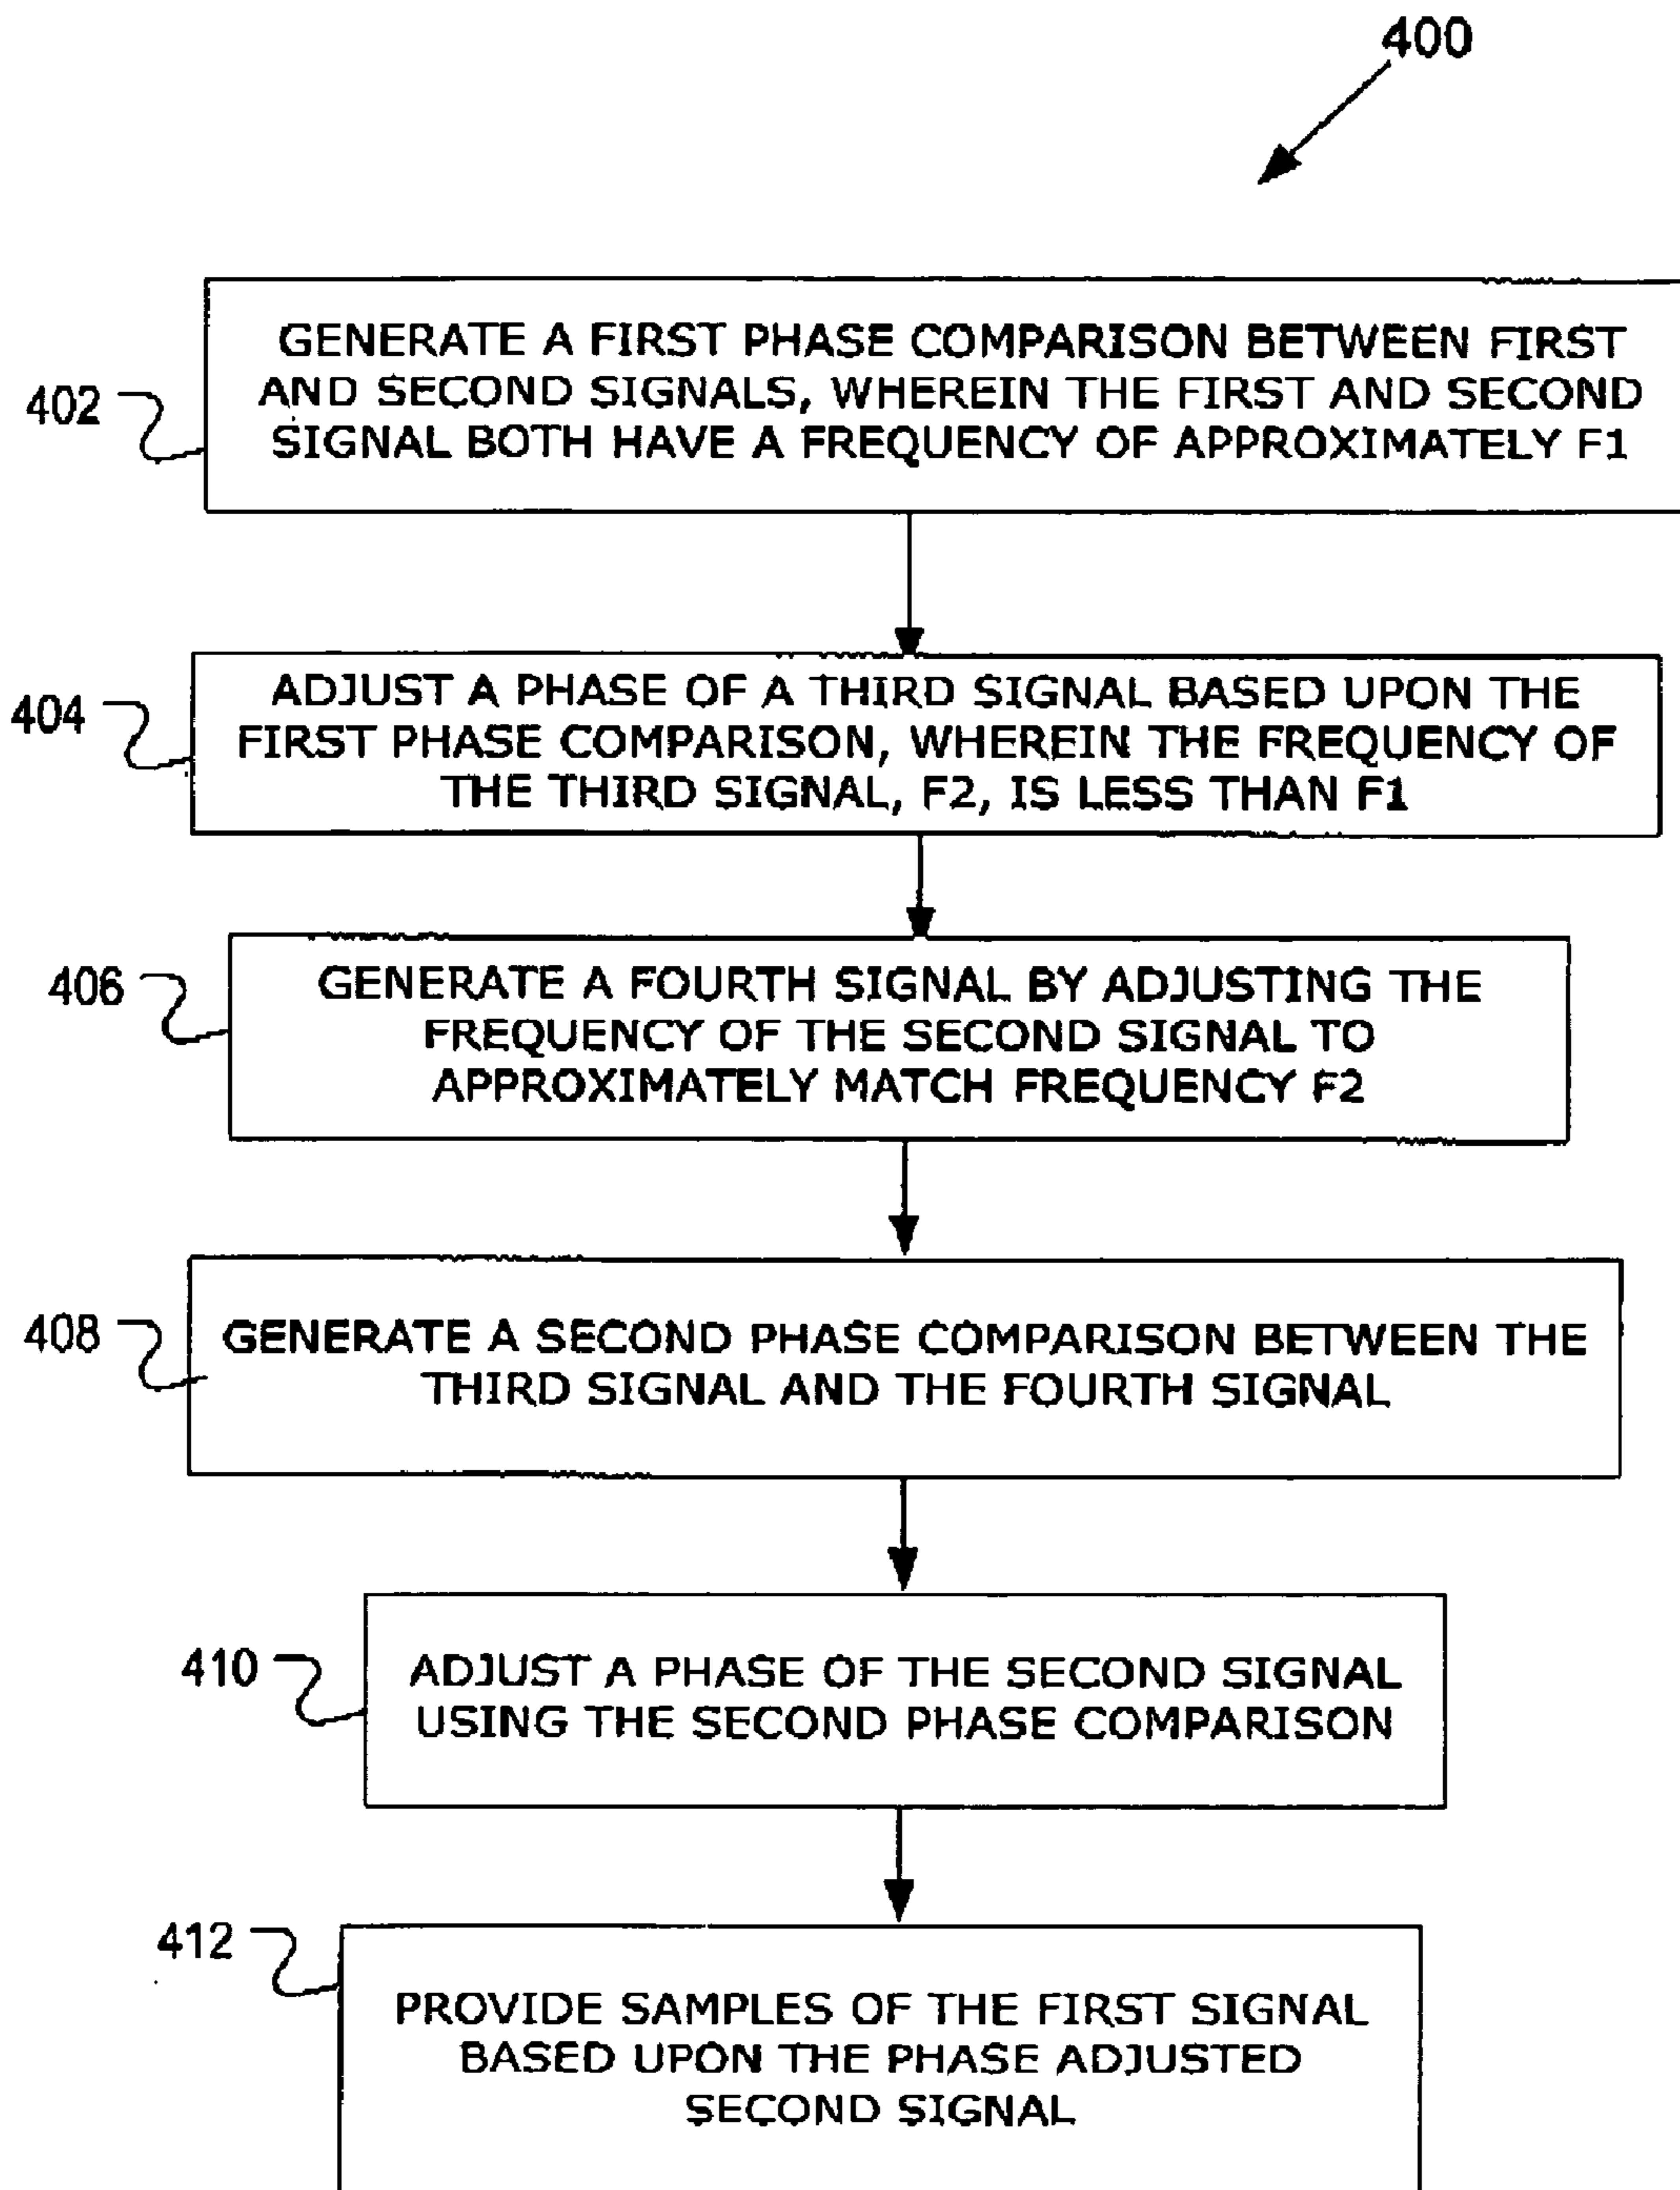 400
402
GENERATE A FIRST PHASE COMPARISON BETWEEN FIRST
AND SECOND SIGNALS, WHEREIN THE FIRST AND SECOND
SIGNAL BOTH HAVE A FREQUENCY OF APPROXIMATELY F1
404
ADJUST A PHASE OF A THIRD SIGNAL BASED UPON THE
FIRST PHASE COMPARISON, WHEREIN THE FREQUENCY OF
THE THIRD SIGNAL, F2, IS LESS THAN F1
406
GENERATE A FOURTH SIGNAL BY ADJUSTING THE
FREQUENCY OF THE SECOND SIGNAL TO
APPROXIMATELY MATCH FREQUENCY F2
408
GENERATE A SECOND PHASE COMPARISON BETWEEN THE
THIRD SIGNAL AND THE FOURTH SIGNAL
410
ADJUST A PHASE OF THE SECOND SIGNAL
USING THE SECOND PHASE COMPARISON
412
PROVIDE SAMPLES OF THE FIRST SIGNAL
BASED UPON THE PHASE ADJUSTED
SECOND SIGNAL